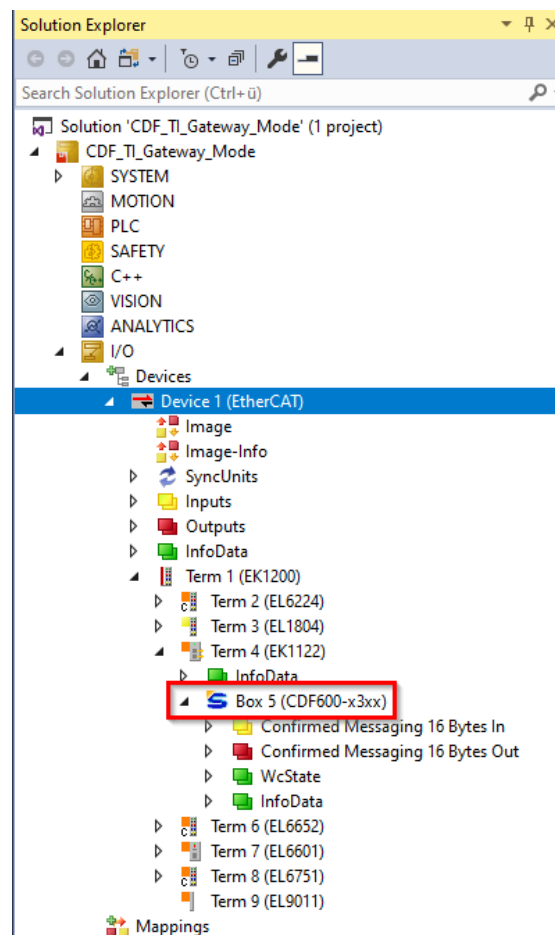 Solution Explorer
Search Solution Explorer (Ctrl+ü)
Solution 'CDF_TI_Gateway_Mode' (1 project)
CDF_TI_Gateway_Mode
SYSTEM
MOTION
PLC
SAFETY
C++
VISION
ANALYTICS
I/O
Devices
Device 1 (EtherCAT)
Image
Image-Info
SyncUnits
Inputs
Outputs
InfoData
Term 1 (EK1200)
Term 2 (EL6224)
Term 3 (EL1804)
Term 4 (EK1122)
InfoData
Box 5 (CDF600-x3xx)
Confirmed Messaging 16 Bytes In
Confirmed Messaging 16 Bytes Out
WcState
InfoData
Term 6 (EL6652)
Term 7 (EL6601)
Term 8 (EL6751)
Term 9 (EL9011)
Mappings